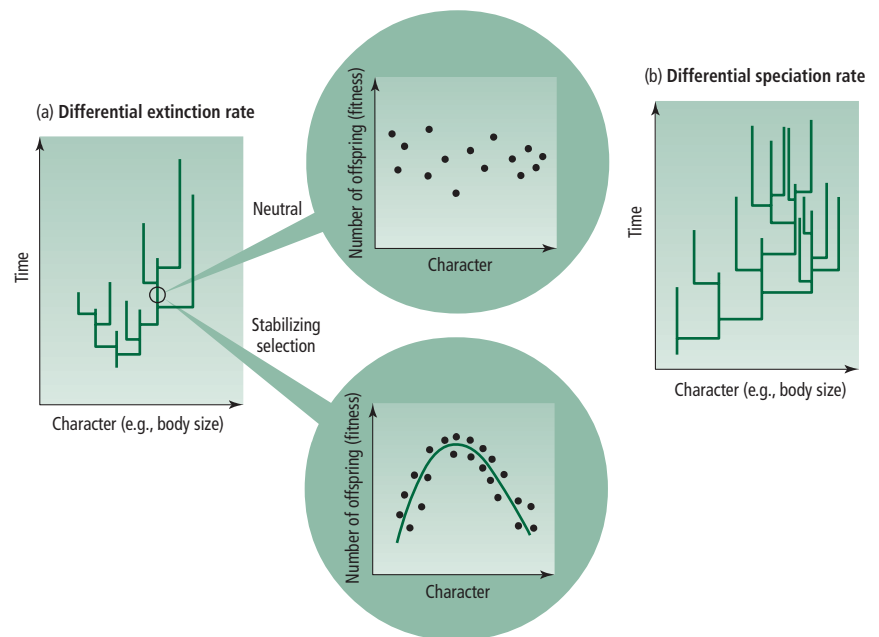 (a) Differential extinction rate
Time
Character (e.g., body size)
Neutral
Stabilizing
selection
Number of offspring (fitness)
Character
Number of offspring (fitness)
Character
(b) Differential speciation rate
Time
Character (e.g., body size)